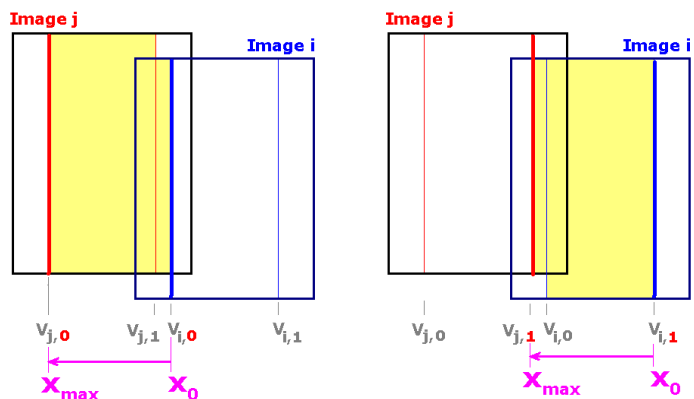 Image j Image j
Image i Image i
Vj,0 Vj,1 Vi,0 Vi,1 Vj,0 Vj,1 Vi,0 Vi,1
Xmax X0 Xmax X0